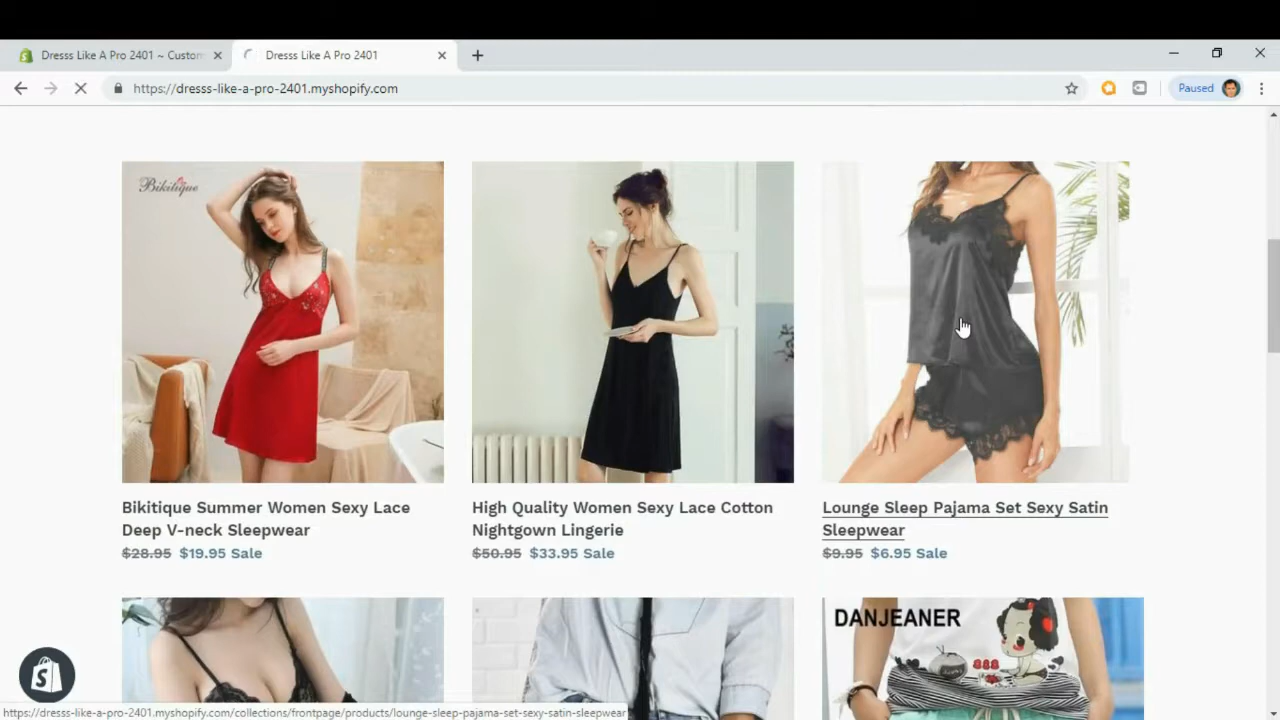 Dresss Like A Pro 2401 ~ Custom
Dresss Like A Pro 2401
https://dresss-like-a-pro-2401.myshopify.com
Paused
Bikitique
Bikitique Summer Women Sexy Lace
Deep V-neck Sleepwear
$28.95 $19.95 Sale
High Quality Women Sexy Lace Cotton
Nightgown Lingerie
$50.95 $33.95 Sale
Lounge Sleep Pajama Set Sexy Satin
Sleepwear
$9.95 $6.95 Sale
DANJEANER
https://dresss-like-a-pro-2401.myshopify.com/collections/frontpage/products/lounge-sleep-pajama-set-sexy-satin-sleepwear